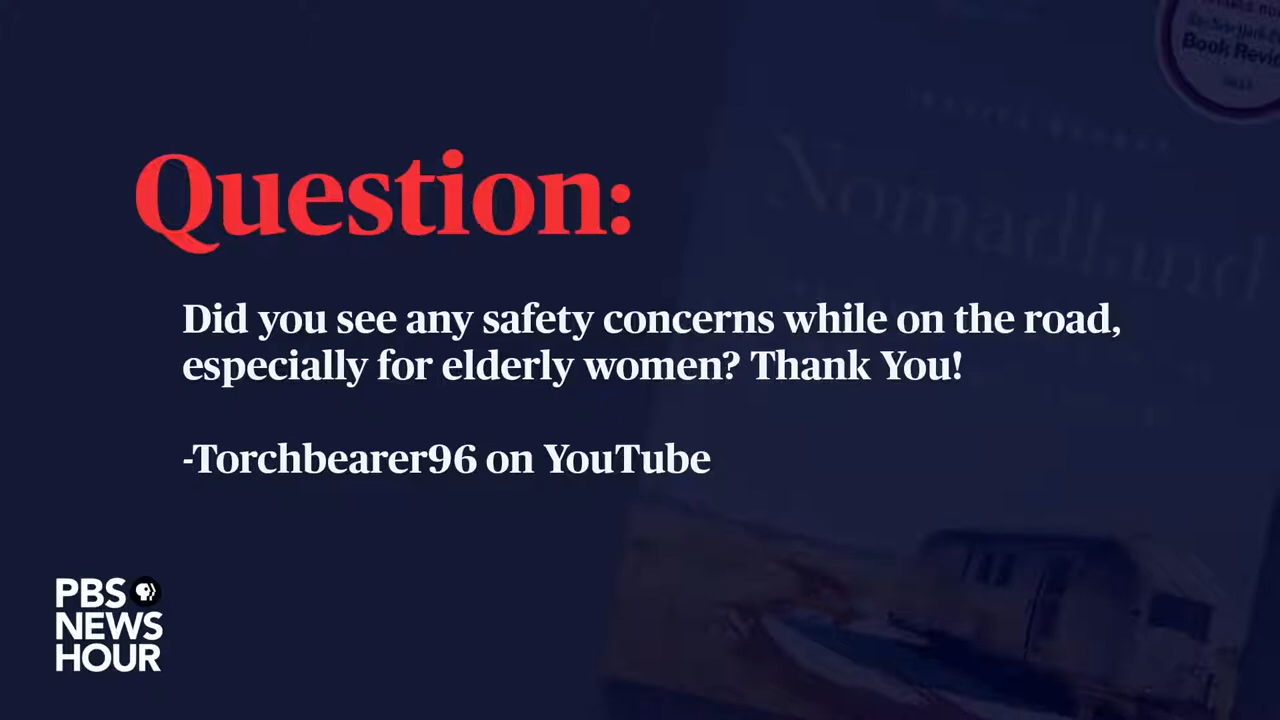 Book Revi
Nomadland
Question:
Did you see any safety concerns while on the road,
especially for elderly women? Thank You!
-Torchbearer96 on YouTube
PBS
NEWS
HOUR